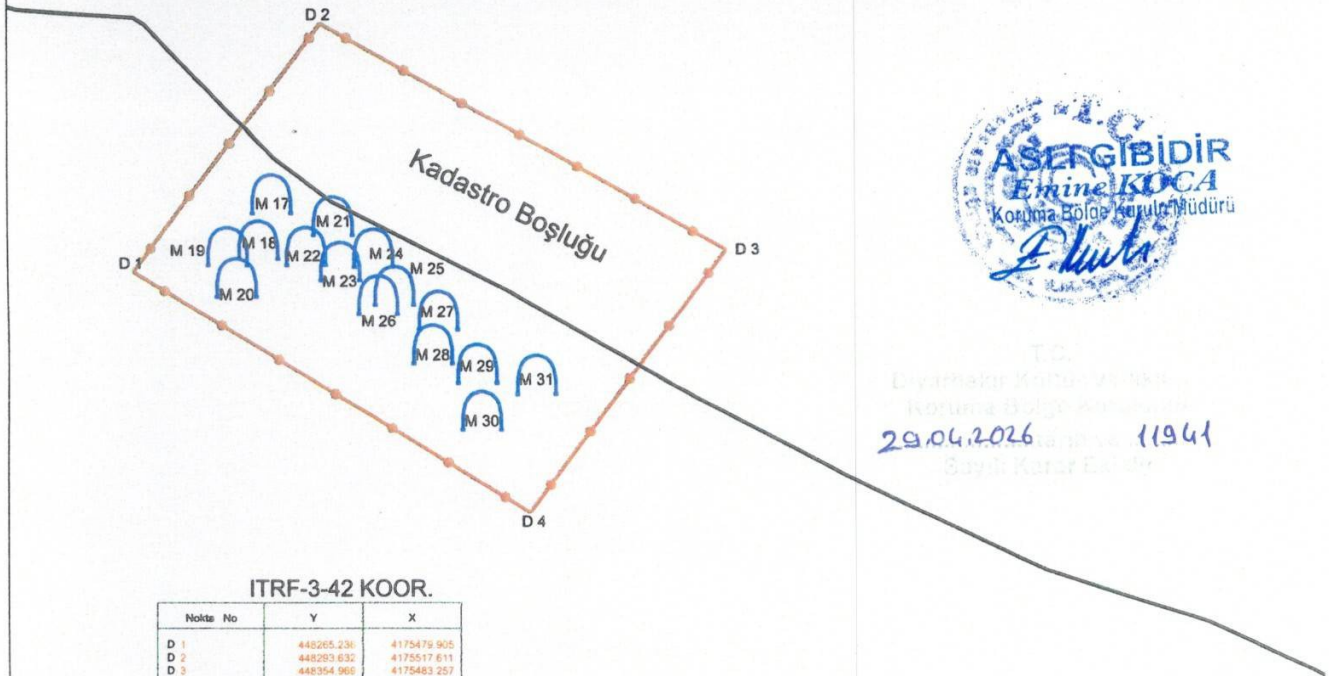 D 2
Kadastro Boşluğu
D 3
M 17
M 21
M 19
M 18
M 22
M 24
D 1
M 20
M 23
M 25
M 26
M 27
M 28
M 29
M 31
M 30
D 4
T.C.
ASLI GİBİDİR
Emine KOCA
Koruma Bölge Kurulu Müdürü
T.C.
Koruma Bölge
29.04.2026 11941
Sayılı Karar Eki
ITRF-3-42 KOOR.
Nokta No Y X
D 1 448265.236 4175479.905
D 2 448293.632 4175517.611
D 3 448354.966 4175483.257